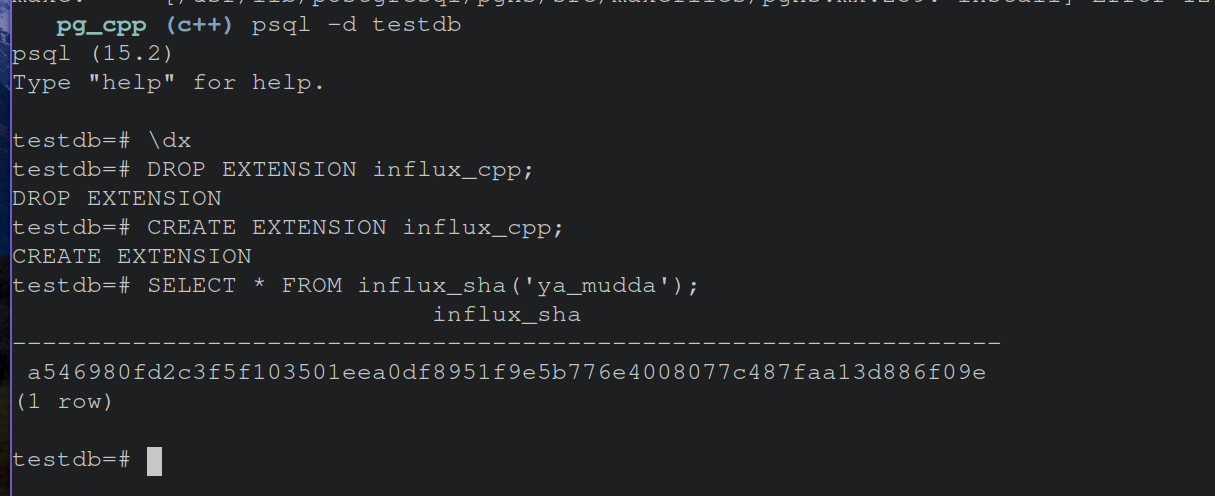 pg_cpp (c++) psql -d testdb
psql (15.2)
Type "help" for help.
testdb=# \dx
testdb=# DROP EXTENSION influx_cpp;
DROP EXTENSION
testdb=# CREATE EXTENSION influx_cpp;
CREATE EXTENSION
testdb=# SELECT * FROM influx_sha('ya_mudda');
influx_sha
------------------------------------------------------------------
a546980fd2c3f5f103501eea0df8951f9e5b776e4008077c487faa13d886f09e
(1 row)
testdb=#